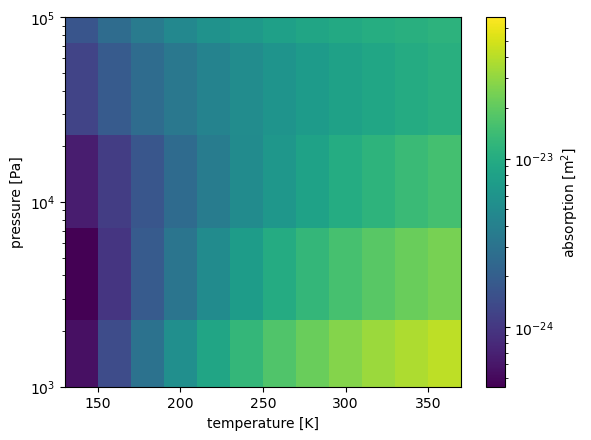 10^5
10^4
10^3
pressure [Pa]
150 200 250 300 350
temperature [K]
10^{-23}
10^{-24}
absorption [m^2]